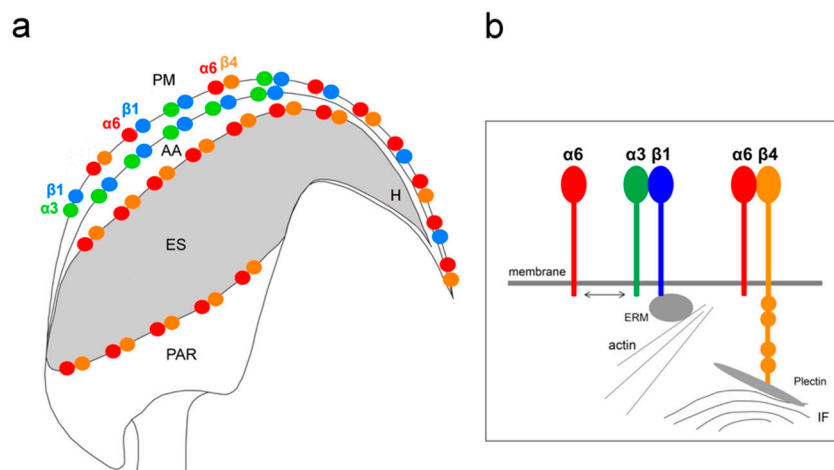 a
PM
α6 β4
β1
α6
AA
β1
α3
H
ES
PAR
b
α6 α3 β1 α6 β4
membrane
ERM
actin
Plectin
IF